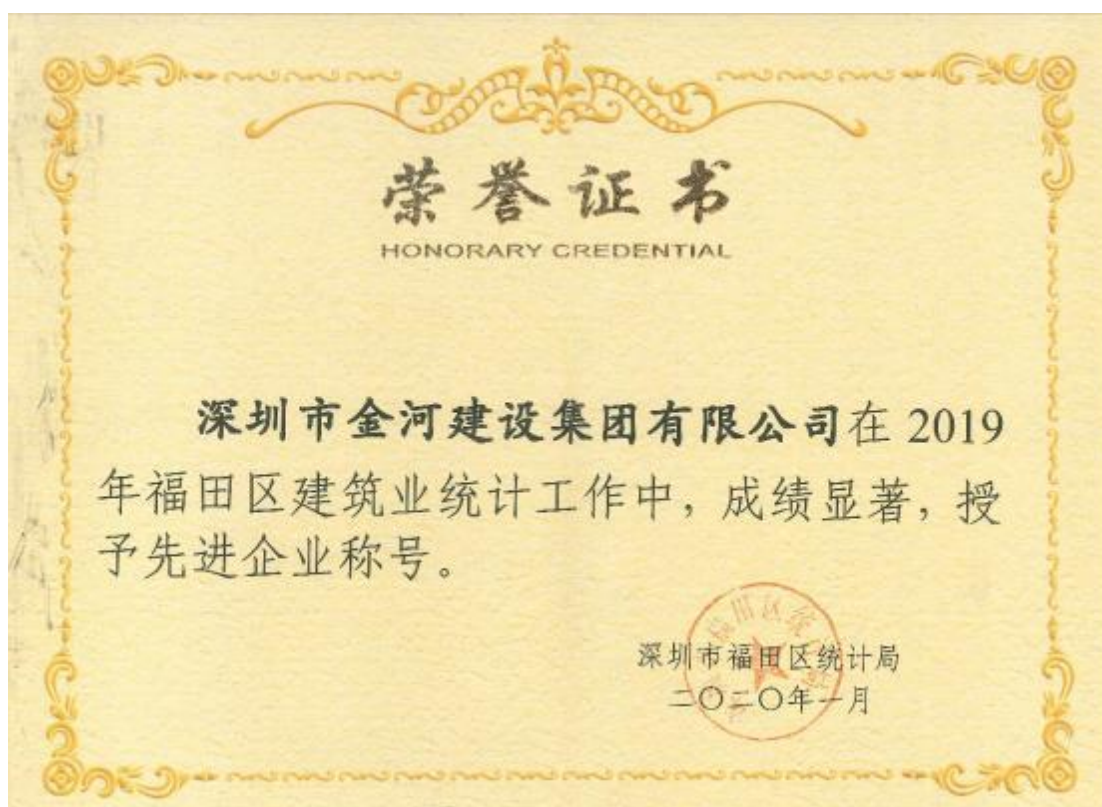 荣誉证书
HONORARY CREDENTIAL
深圳市金河建设集团有限公司在 2019
年福田区建筑业统计工作中，成绩显著，授
予先进企业称号。
深圳市福田区统计局
二〇二〇年一月